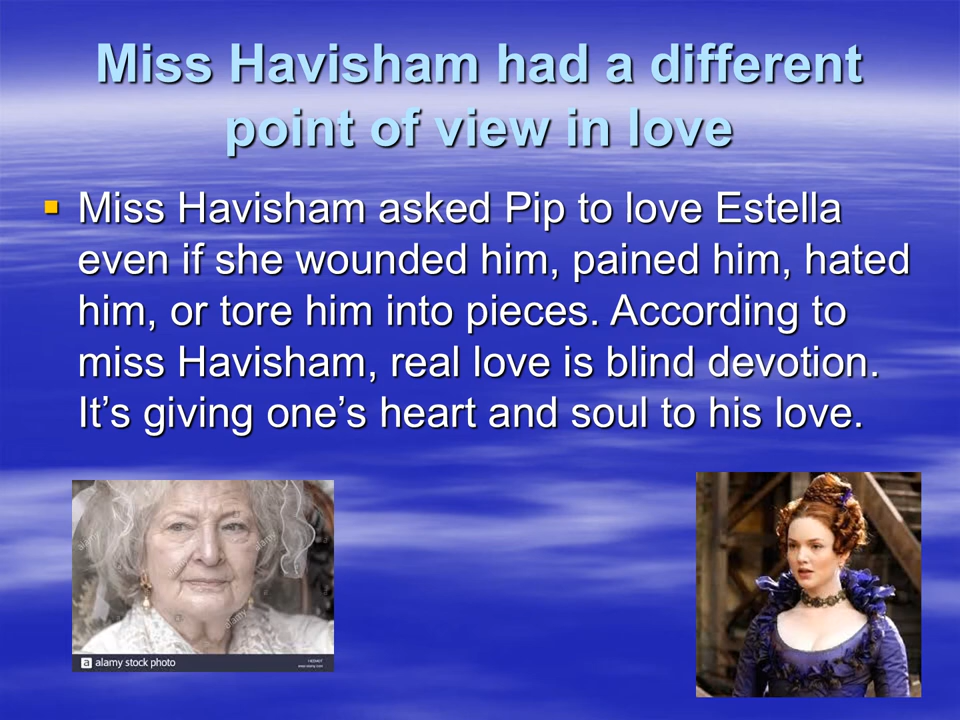 Miss Havisham had a different
point of view in love
Miss Havisham asked Pip to love Estella
even if she wounded him, pained him, hated
him, or tore him into pieces. According to
miss Havisham, real love is blind devotion.
It’s giving one’s heart and soul to his love.
a alamy stock photo